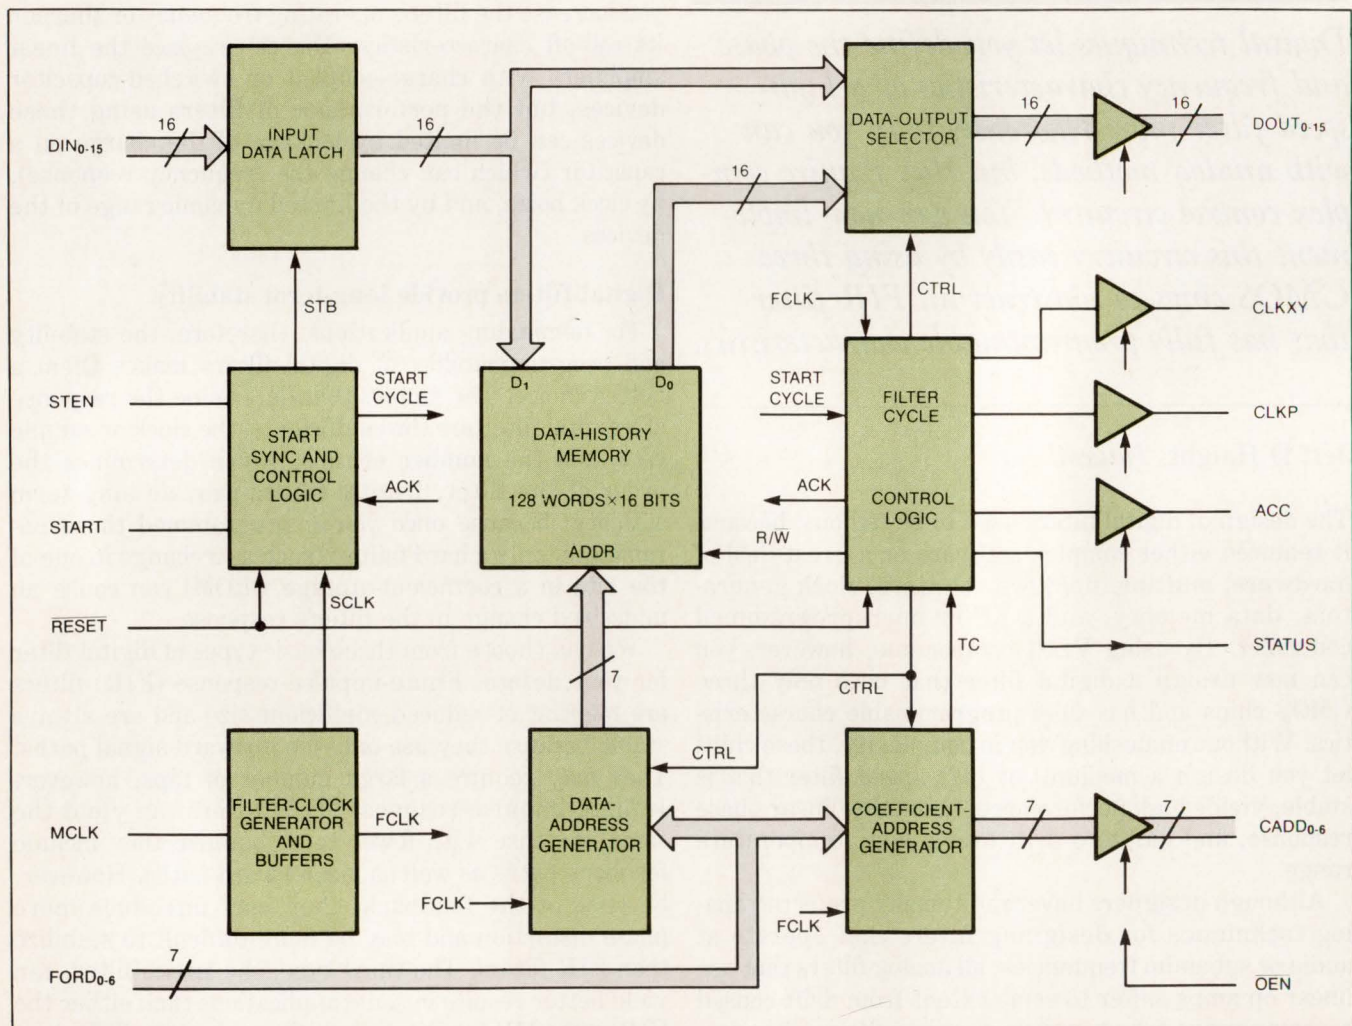 DIN0-15
16
INPUT
DATA LATCH
16
16
DATA-OUTPUT
SELECTOR
16
16
DOUT0-15
STB
CTRL
FCLK
CLKXY
STEN
START
CYCLE
D1
D0
START
CYCLE
FILTER
CYCLE
CONTROL
LOGIC
CLKP
START
SYNC AND
CONTROL
LOGIC
DATA-HISTORY
MEMORY
128 WORDS×16 BITS
ADDR
ACK
ACK
ACC
START
R/W
SCLK
RESET
7
TC
STATUS
CTRL
CTRL
MCLK
FILTER-CLOCK
GENERATOR
AND
BUFFERS
FCLK
DATA-
ADDRESS
GENERATOR
COEFFICIENT-
ADDRESS
GENERATOR
7
7
CADD0-6
FCLK
FCLK
FORD0-6
7
OEN